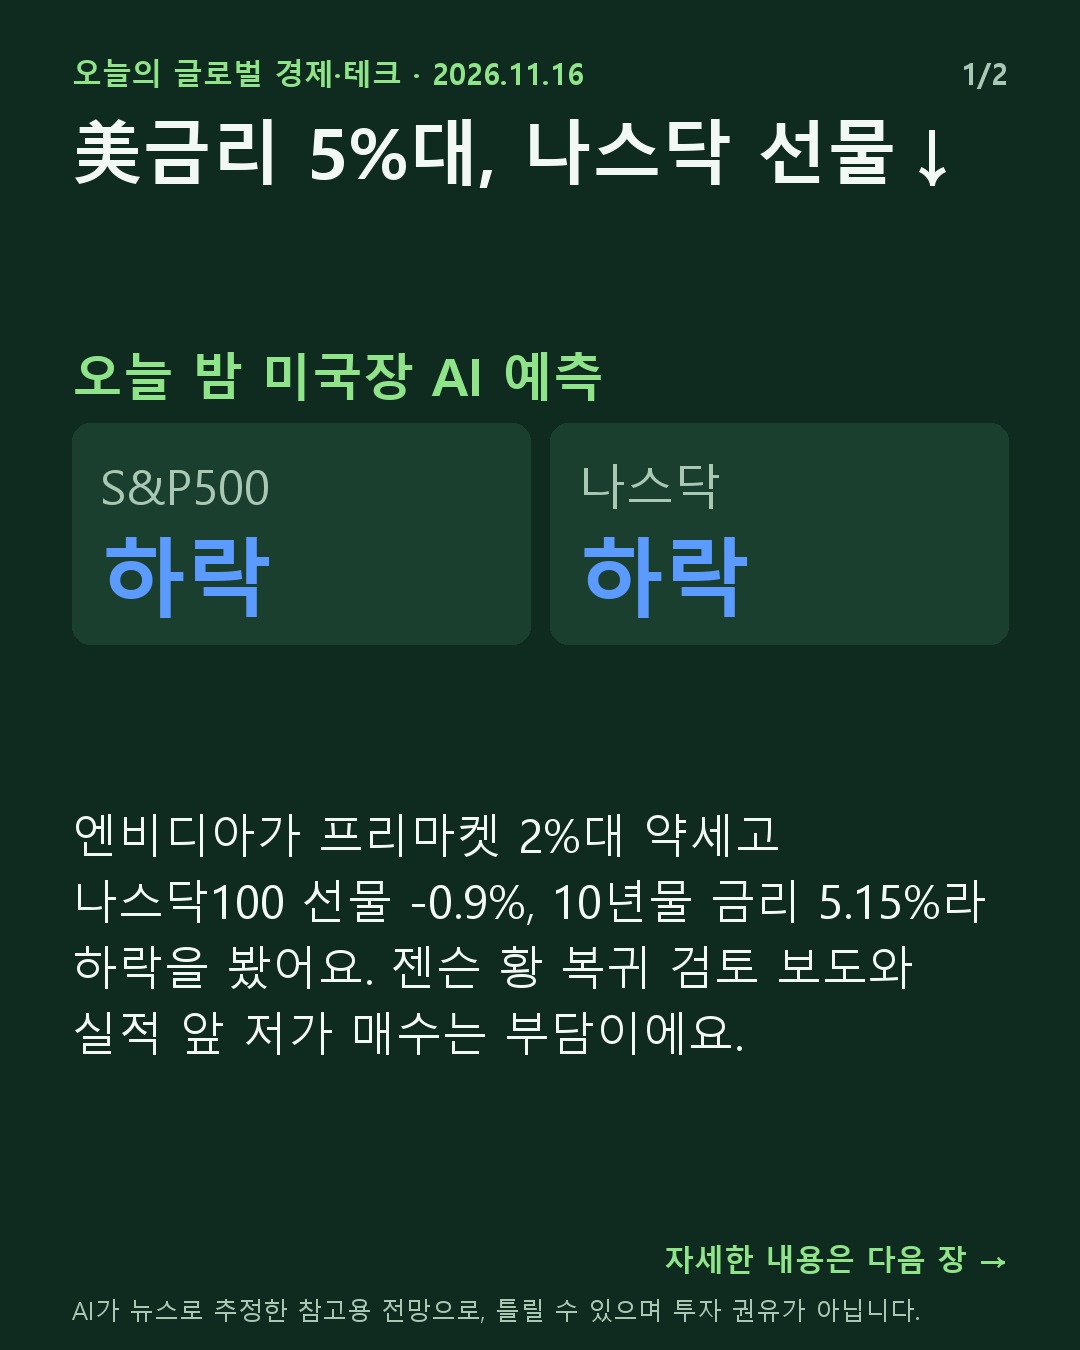 오늘의 글로벌 경제·테크 · 2026.11.16
1/2
美금리 5%대, 나스닥 선물↓
오늘 밤 미국장 AI 예측
S&P500
하락
나스닥
하락
엔비디아가 프리마켓 2%대 약세고
나스닥100 선물 -0.9%, 10년물 금리 5.15%라
하락을 봤어요. 젠슨 황 복귀 검토 보도와
실적 앞 저가 매수는 부담이에요.
자세한 내용은 다음 장 →
AI가 뉴스로 추정한 참고용 전망으로, 틀릴 수 있으며 투자 권유가 아닙니다.